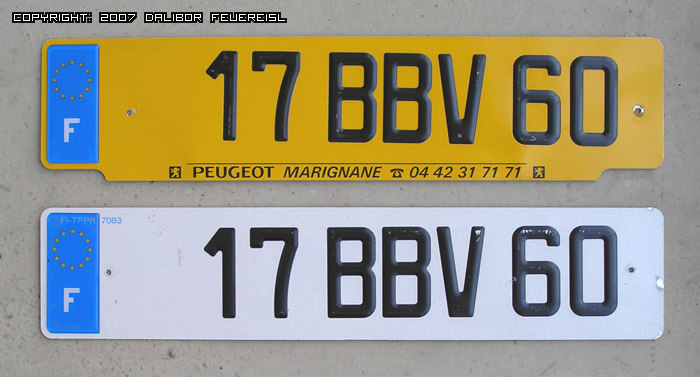 COPYRIGHT: 2007 DALIBOR FEUEREISL
F 17 BBV 60
PEUGEOT MARIGNANE ☎ 04 42 31 71 71
FI-TPPR 7083
F 17 BBV 60